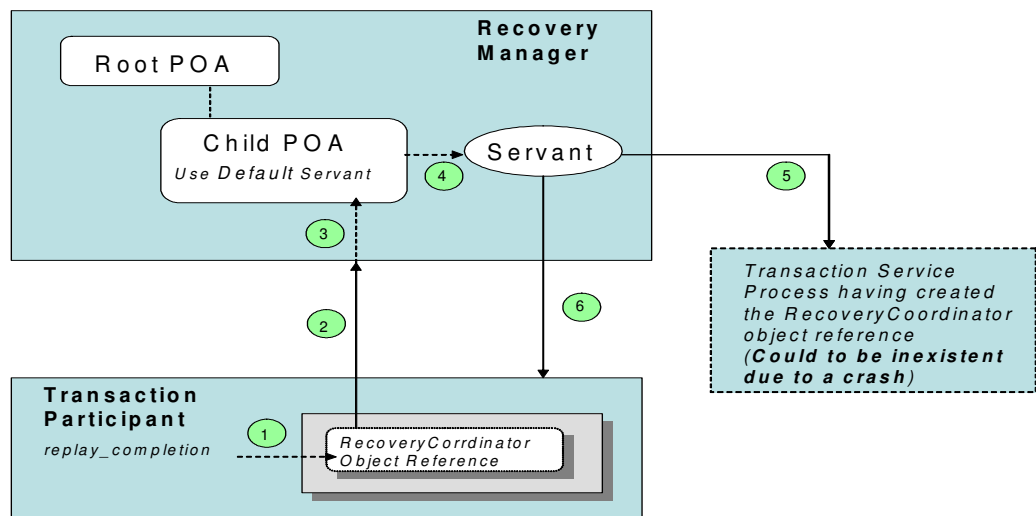 Recovery
Manager
Root POA
Child POA
Use Default Servant
Servant
4
5
3
Transaction Service
Process having created
the RecoveryCoordinator
object reference
(Could to be inexistent
due to a crash)
2
6
Transaction
Participant
replay_completion
1
RecoveryCorrdinator
Object Reference